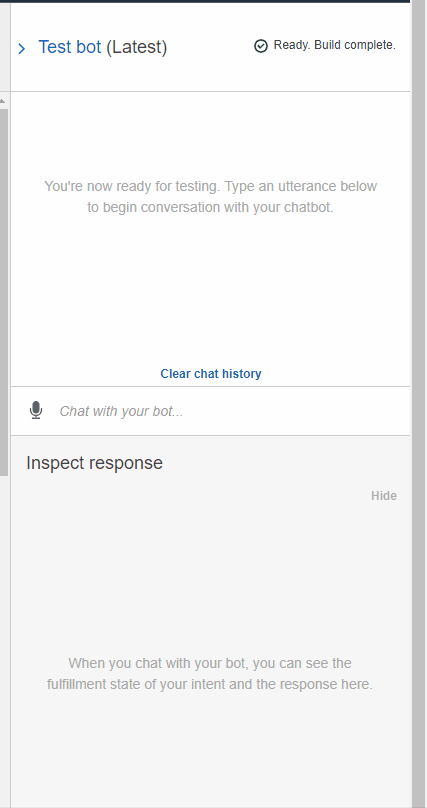 Test bot (Latest)
Ready. Build complete.
You're now ready for testing. Type an utterance below
to begin conversation with your chatbot.
Clear chat history
Chat with your bot...
Inspect response
Hide
When you chat with your bot, you can see the
fulfillment state of your intent and the response here.